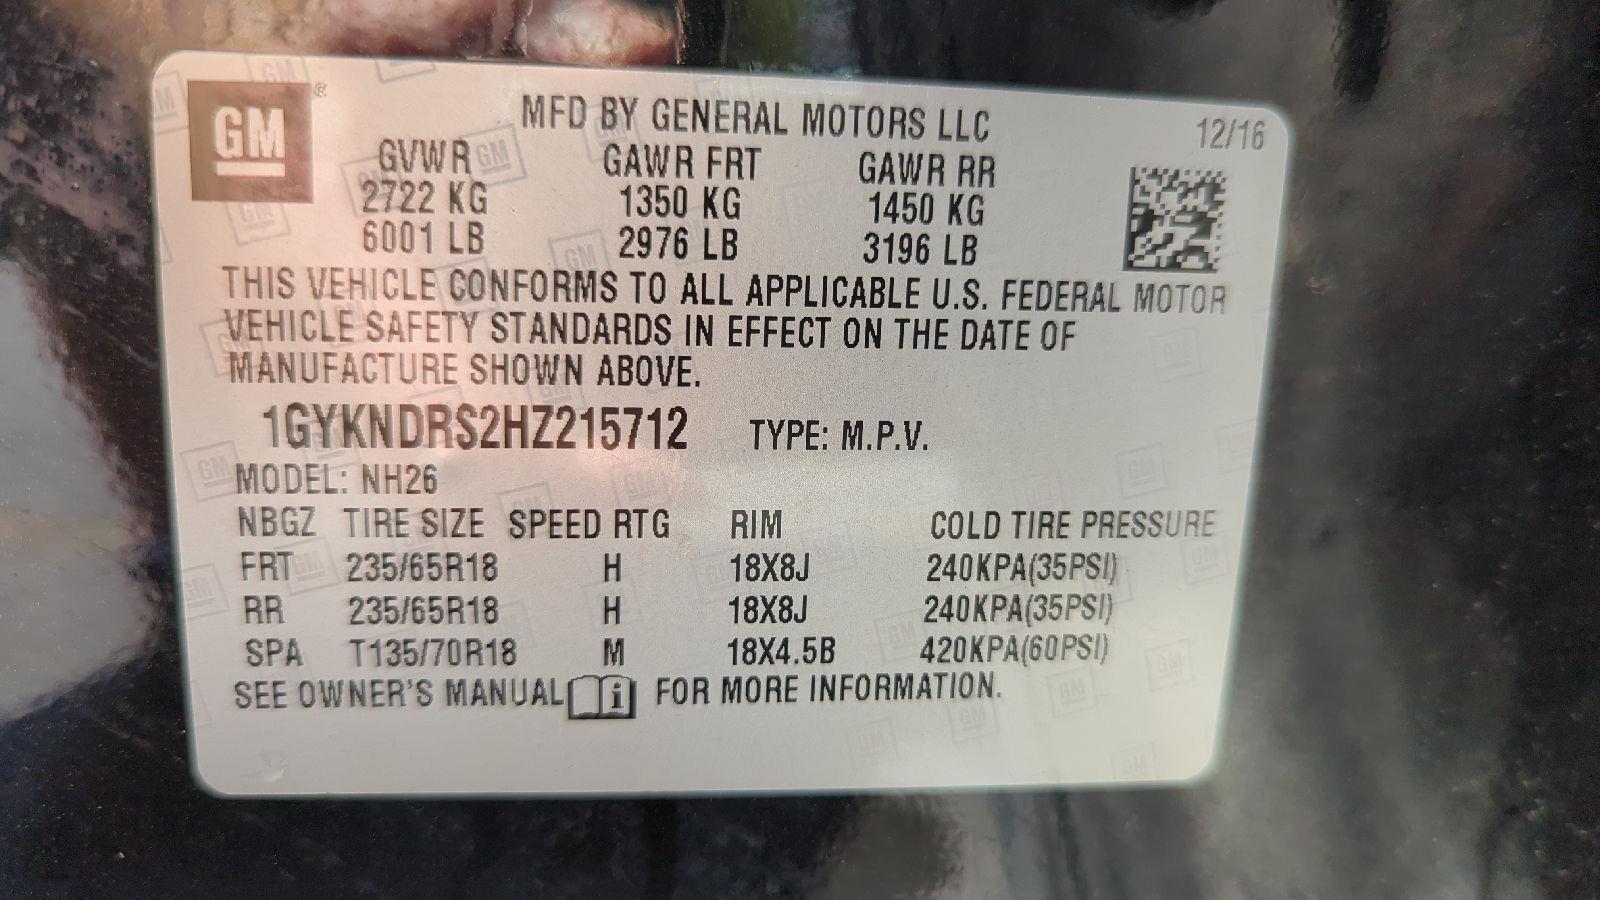 GM
MFD BY GENERAL MOTORS LLC 12/16
GVWR GAWR FRT GAWR RR
2722 KG 1350 KG 1450 KG
6001 LB 2976 LB 3196 LB
THIS VEHICLE CONFORMS TO ALL APPLICABLE U.S. FEDERAL MOTOR
VEHICLE SAFETY STANDARDS IN EFFECT ON THE DATE OF
MANUFACTURE SHOWN ABOVE.
1GYKNDRS2HZ215712 TYPE: M.P.V.
MODEL: NH26
NBGZ TIRE SIZE SPEED RTG RIM COLD TIRE PRESSURE
FRT 235/65R18 H 18X8J 240KPA(35PSI)
RR 235/65R18 H 18X8J 240KPA(35PSI)
SPA T135/70R18 M 18X4.5B 420KPA(60PSI)
SEE OWNER'S MANUAL i FOR MORE INFORMATION.